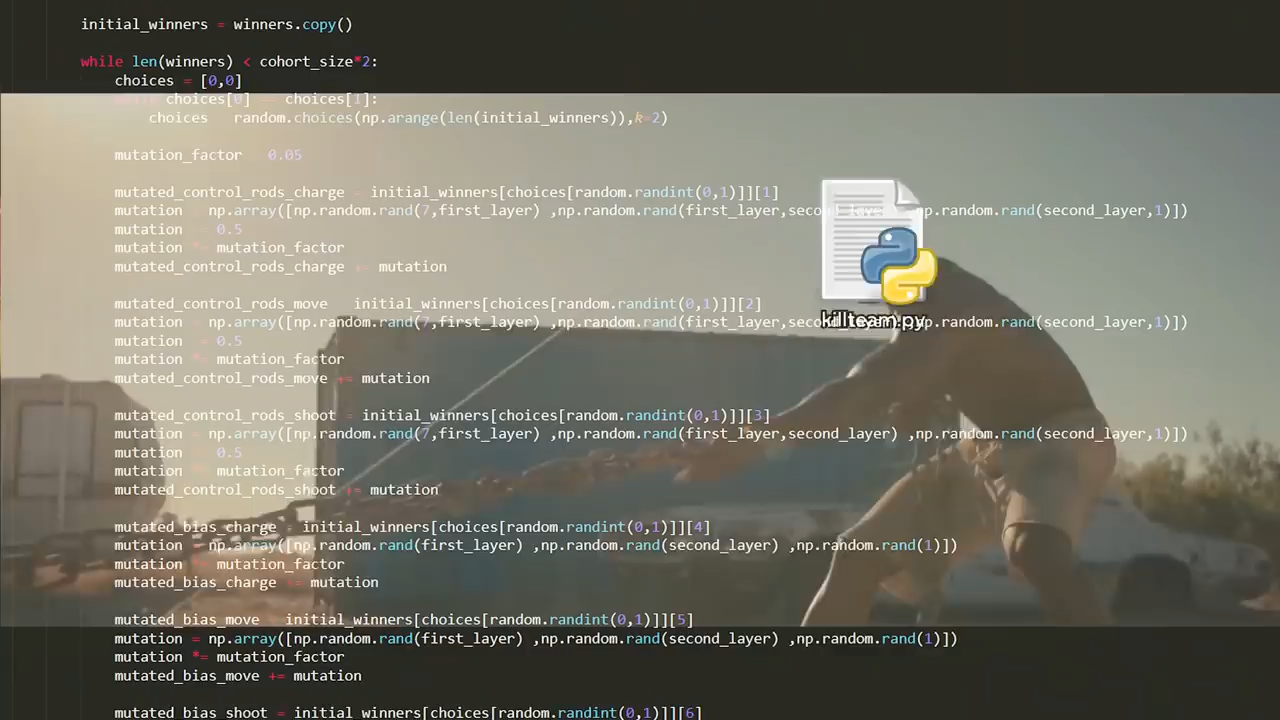 initial_winners = winners.copy()
while len(winners) < cohort_size*2:
choices = [0,0]
while choices[0] == choices[1]:
choices = random.choices(np.arange(len(initial_winners)),k=2)
mutation_factor = 0.05
mutated_control_rods_charge = initial_winners[choices[random.randint(0,1)]][1]
mutation = np.array([np.random.rand(7,first_layer) ,np.random.rand(first_layer,second_layer) ,np.random.rand(second_layer,1)])
mutation -= 0.5
mutation *= mutation_factor
mutated_control_rods_charge += mutation
mutated_control_rods_move = initial_winners[choices[random.randint(0,1)]][2]
mutation = np.array([np.random.rand(7,first_layer) ,np.random.rand(first_layer,second_layer) ,np.random.rand(second_layer,1)])
mutation -= 0.5
mutation *= mutation_factor
mutated_control_rods_move += mutation
mutated_control_rods_shoot = initial_winners[choices[random.randint(0,1)]][3]
mutation = np.array([np.random.rand(7,first_layer) ,np.random.rand(first_layer,second_layer) ,np.random.rand(second_layer,1)])
mutation -= 0.5
mutation *= mutation_factor
mutated_control_rods_shoot += mutation
mutated_bias_charge = initial_winners[choices[random.randint(0,1)]][4]
mutation = np.array([np.random.rand(first_layer) ,np.random.rand(second_layer) ,np.random.rand(1)])
mutation *= mutation_factor
mutated_bias_charge += mutation
mutated_bias_move = initial_winners[choices[random.randint(0,1)]][5]
mutation = np.array([np.random.rand(first_layer) ,np.random.rand(second_layer) ,np.random.rand(1)])
mutation *= mutation_factor
mutated_bias_move += mutation
mutated_bias_shoot = initial_winners[choices[random.randint(0,1)]][6]
killteam.py